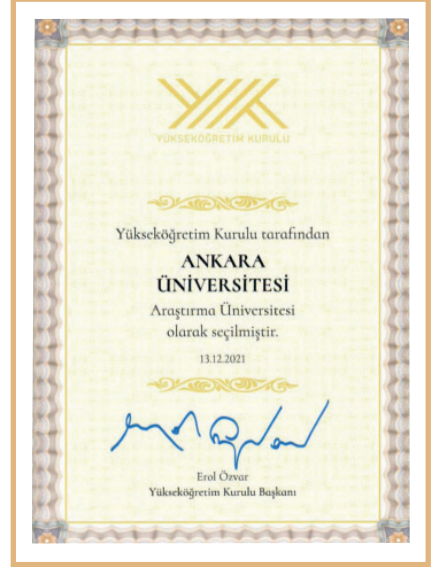 YÜKSEKÖĞRETİM KURULU
Yükseköğretim Kurulu tarafından
ANKARA
ÜNİVERSİTESİ
Araştırma Üniversitesi
olarak seçilmiştir.
13.12.2021
Erol Özvar
Yükseköğretim Kurulu Başkanı